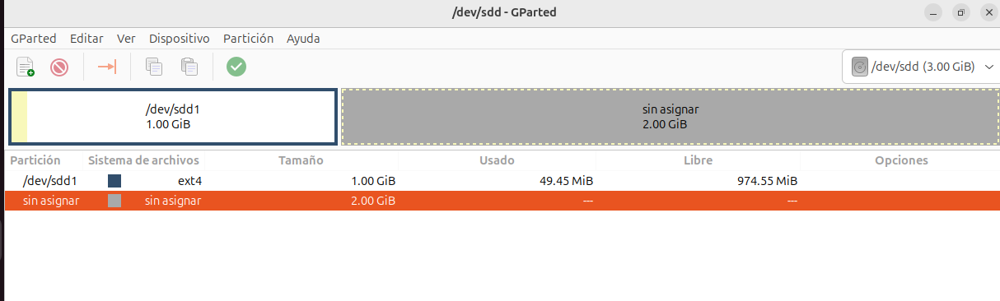 /dev/sdd - GParted
GParted Editar Ver Dispositivo Partición Ayuda
/dev/sdd (3.00 GiB)
/dev/sdd1
1.00 GiB
sin asignar
2.00 GiB
Partición Sistema de archivos Tamaño Usado Libre Opciones
/dev/sdd1 ext4 1.00 GiB 49.45 MiB 974.55 MiB
sin asignar sin asignar 2.00 GiB --- ---